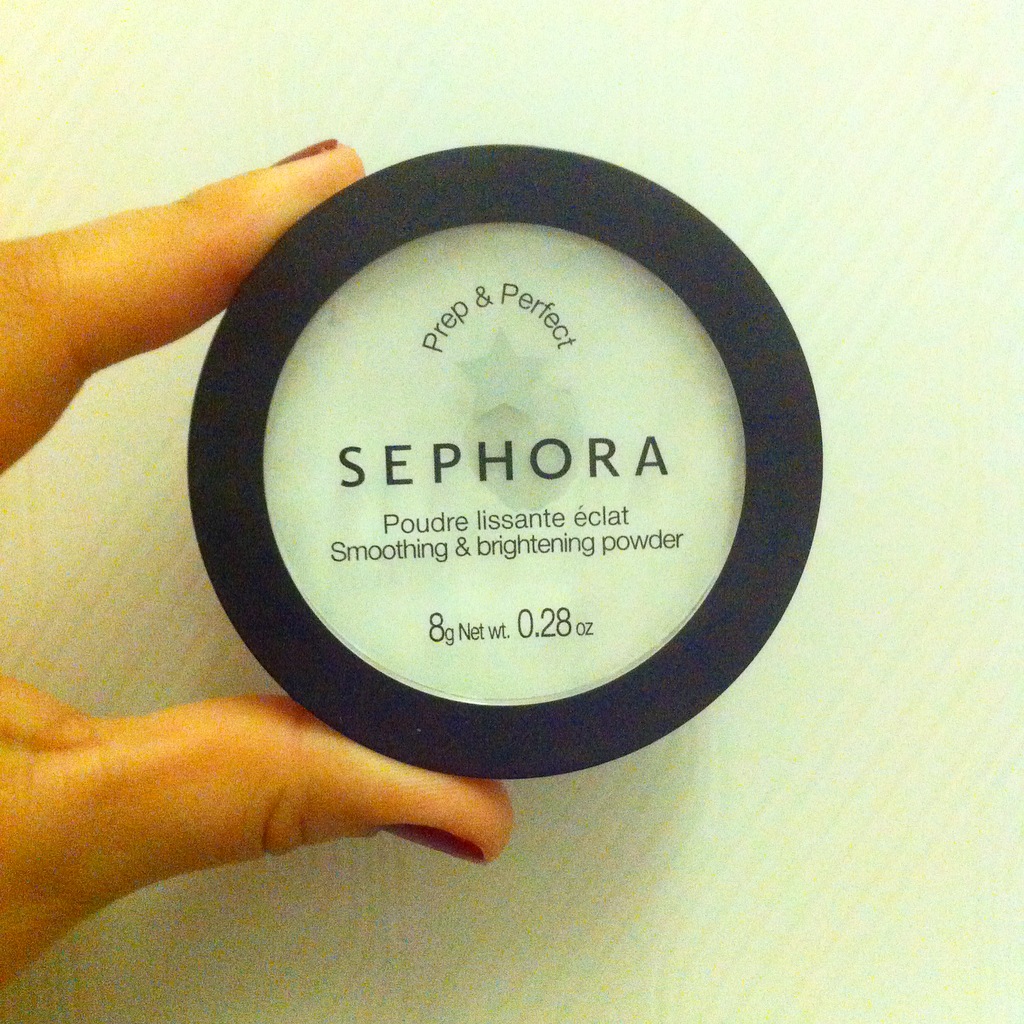 Prep & Perfect
SEPHORA
Poudre lissante éclat
Smoothing & brightening powder
8g Net wt. 0.28 oz